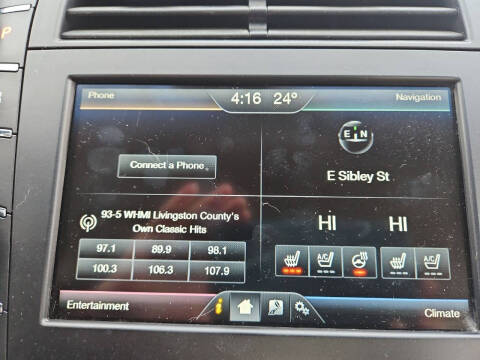 P
Phone
4:16 24°
Navigation
E N
Connect a Phone
E Sibley St
93-5 WHMI Livingston County's
Own Classic Hits
97.1 89.9 98.1
100.3 106.3 107.9
HI HI
A/C A/C
Entertainment
i
Climate